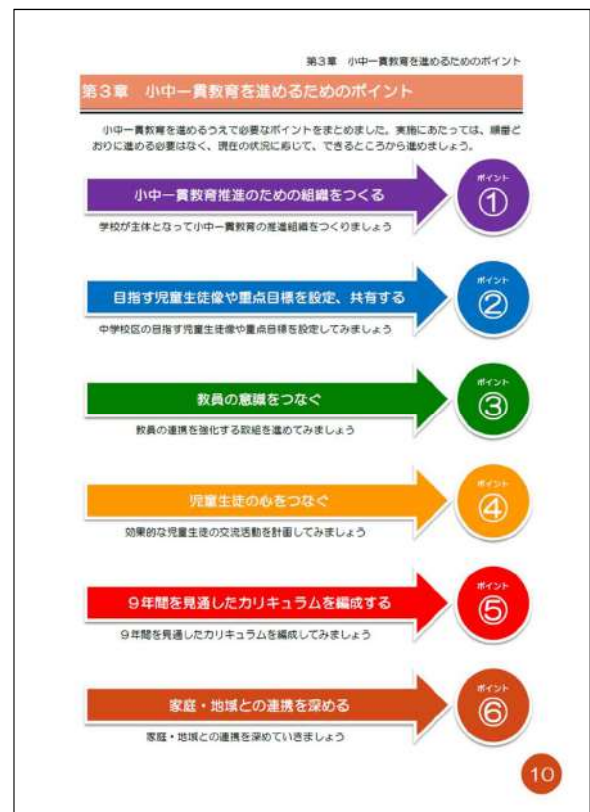 第3章 小中一貫教育を進めるためのポイント
第3章 小中一貫教育を進めるためのポイント
小中一貫教育を進めるうえで必要なポイントをまとめました。実施にあたっては、順番ど
おりに進める必要はなく、現在の状況に応じて、できるところから進めましょう。
小中一貫教育推進のための組織をつくる
ポイント
①
学校が主体となって小中一貫教育の推進組織をつくりましょう
目指す児童生徒像や重点目標を設定、共有する
ポイント
②
中学校区の目指す児童生徒像や重点目標を設定してみましょう
教員の意識をつなぐ
ポイント
③
教員の連携を強化する取組を進めてみましょう
児童生徒の心をつなぐ
ポイント
④
効果的な児童生徒の交流活動を計画してみましょう
9年間を見通したカリキュラムを編成する
ポイント
⑤
9年間を見通したカリキュラムを編成してみましょう
家庭・地域との連携を深める
ポイント
⑥
家庭・地域との連携を深めていきましょう
10